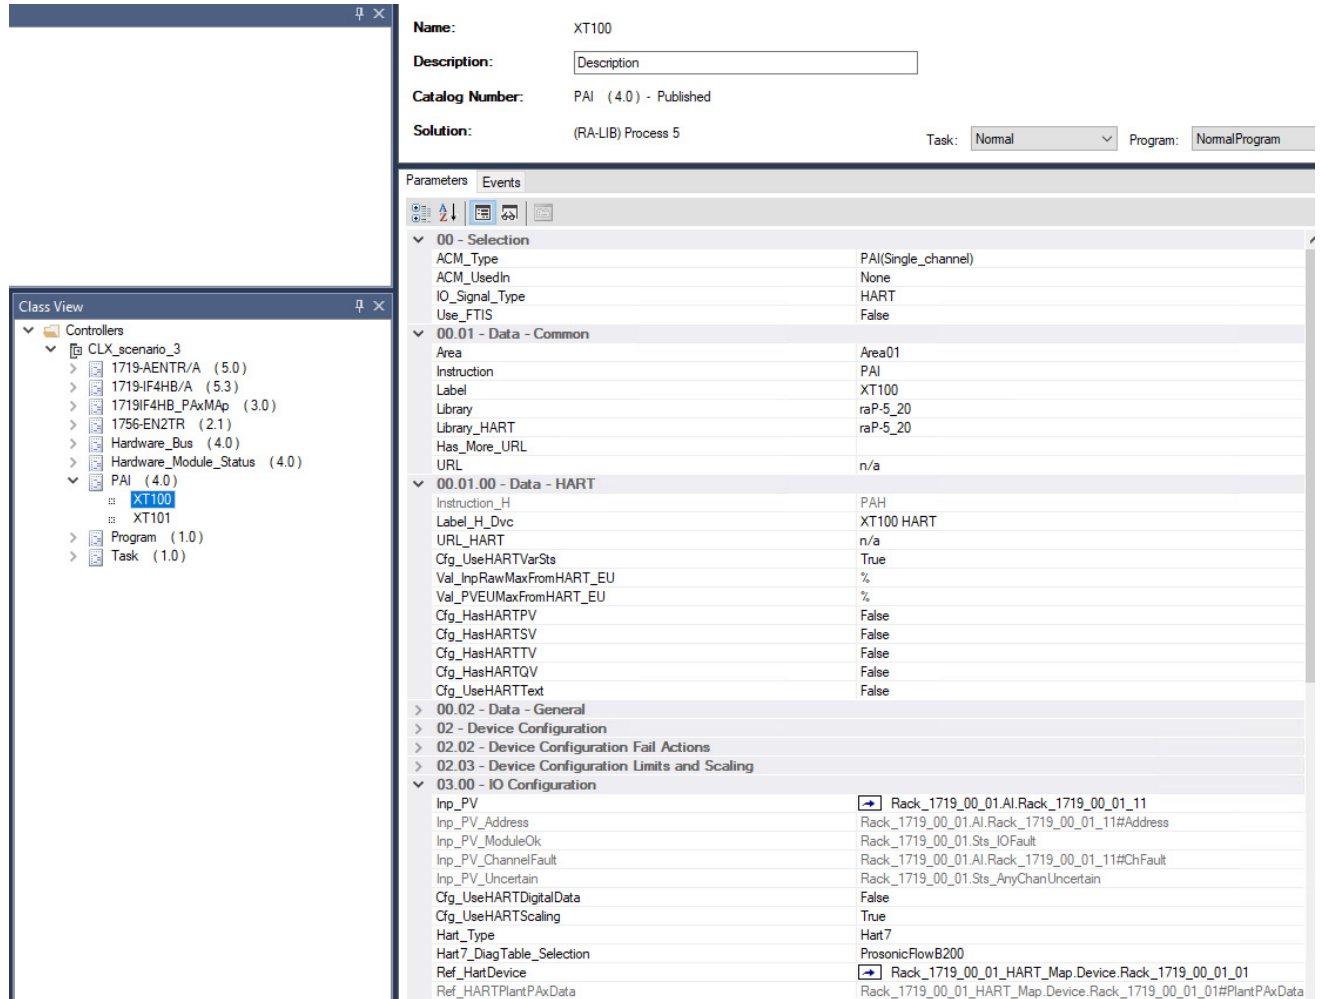 Name: XT100
Description: Description
Catalog Number: PAI (4.0) - Published
Solution: (RA-LIB) Process 5
Task: Normal Program: NormalProgram
Parameters Events
00 - Selection
ACM_Type PAI(Single_channel)
ACM_UsedIn None
IO_Signal_Type HART
Use_FTIS False
00.01 - Data - Common
Area Area01
Instruction PAI
Label XT100
Library raP-5_20
Library_HART raP-5_20
Has_More_URL
URL n/a
00.01.00 - Data - HART
Instruction_H PAH
Label_H_Dvc XT100 HART
URL_HART n/a
Cfg_UseHARTVarSts True
Val_InpRawMaxFromHART_EU %
Val_PVEUMaxFromHART_EU %
Cfg_HasHARTPV False
Cfg_HasHARTSV False
Cfg_HasHARTTV False
Cfg_HasHARTQV False
Cfg_UseHARTText False
00.02 - Data - General
02 - Device Configuration
02.02 - Device Configuration Fail Actions
02.03 - Device Configuration Limits and Scaling
03.00 - IO Configuration
Inp_PV Rack_1719_00_01.AI.Rack_1719_00_01_11
Inp_PV_Address Rack_1719_00_01.AI.Rack_1719_00_01_11#Address
Inp_PV_ModuleOk Rack_1719_00_01.Sts_IOFault
Inp_PV_ChannelFault Rack_1719_00_01.AI.Rack_1719_00_01_11#ChFault
Inp_PV_Uncertain Rack_1719_00_01.Sts_AnyChanUncertain
Cfg_UseHARTDigitalData False
Cfg_UseHARTScaling True
Hart_Type Hart7
Hart7_DiagTable_Selection ProsonicFlowB200
Ref_HartDevice Rack_1719_00_01_HART_Map.Device.Rack_1719_00_01_01
Ref_HARTPlantPAxData Rack_1719_00_01_HART_Map.Device.Rack_1719_00_01_01#PlantPAxData
Class View
Controllers
CLX_scenario_3
1719-AENTR/A (5.0)
1719-IF4HB/A (5.3)
1719IF4HB_PAxMAp (3.0)
1756-EN2TR (2.1)
Hardware_Bus (4.0)
Hardware_Module_Status (4.0)
PAI (4.0)
XT100
XT101
Program (1.0)
Task (1.0)